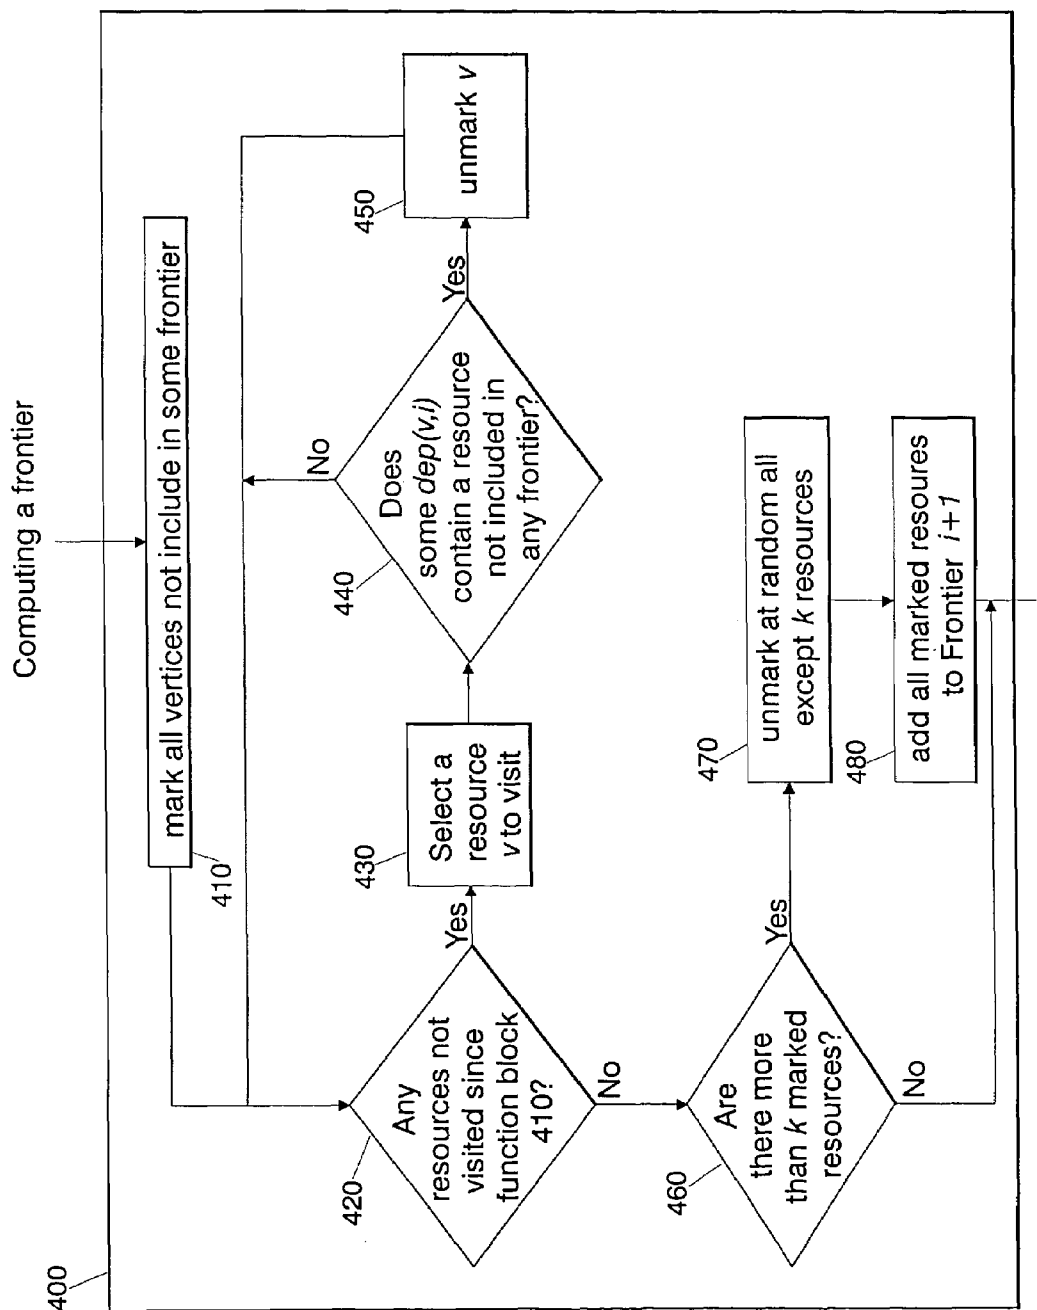 Computing a frontier
400
mark all vertices not include in some frontier
410
Any
resources not
visited since
function block
410?
420
Yes
No
Select a
resource
v to visit
430
Does
some dep(v,i)
contain a resource
not included in
any frontier?
440
No
Yes
unmark v
450
Are
there more
than k marked
resources?
460
Yes
No
unmark at random all
except k resources
470
add all marked resoures
to Frontier i+1
480